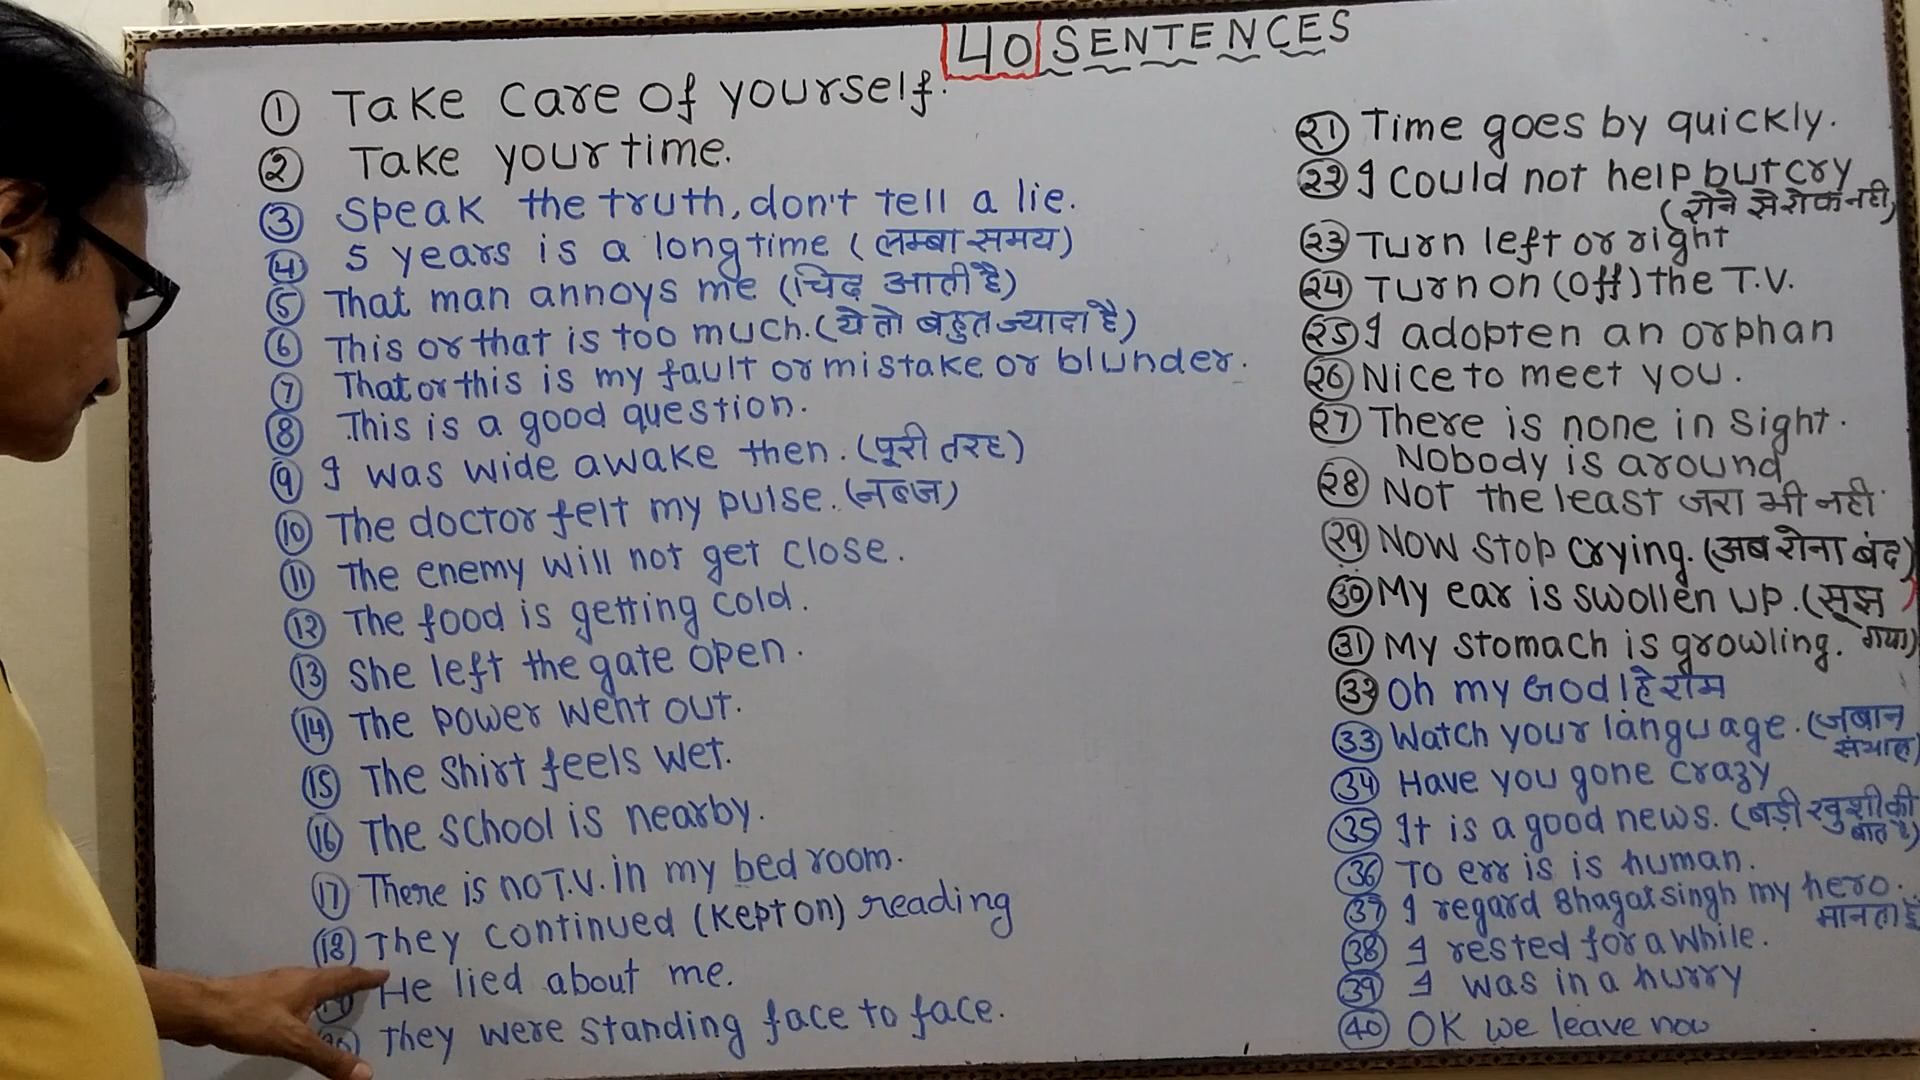 40 SENTENCES
① Take care of yourself.
② Take your time.
③ Speak the truth, don't tell a lie.
④ 5 years is a long time (लम्बा समय)
⑤ That man annoys me (चिढ़ आती है)
⑥ This or that is too much. (ये तो बहुत ज्यादा है)
⑦ That or this is my fault or mistake or blunder.
⑧ This is a good question.
⑨ I was wide awake then. (पूरी तरह)
⑩ The doctor felt my pulse. (नब्ज)
⑪ The enemy will not get close.
⑫ The food is getting cold.
⑬ She left the gate open.
⑭ The power went out.
⑮ The Shirt feels wet.
⑯ The school is nearby.
⑰ There is no T.V. in my bed room.
⑱ They continued (kept on) reading
He lied about me.
They were standing face to face.
㉑ Time goes by quickly.
㉒ I could not help but cry
(रोने से रोक नही)
㉓ Turn left or right
㉔ Turn on (off) the T.V.
㉕ I adopten an orphan
㉖ Nice to meet you.
㉗ There is none in sight.
Nobody is around
㉘ Not the least जरा भी नही
㉙ Now stop crying. (अब रोना बंद)
㉚ My ear is swollen up. (सूझ
गया)
㉛ My stomach is growling.
㉜ Oh my God! हे राम
㉝ Watch your language. (जबान
संभाल)
㉞ Have you gone crazy
㉟ It is a good news. (बड़ी खुशी की
बात है)
㊱ To err is is human.
㊲ I regard Bhagat singh my hero.
मानता हूँ
㊳ I rested for a while.
㊴ I was in a hurry
㊵ OK we leave now